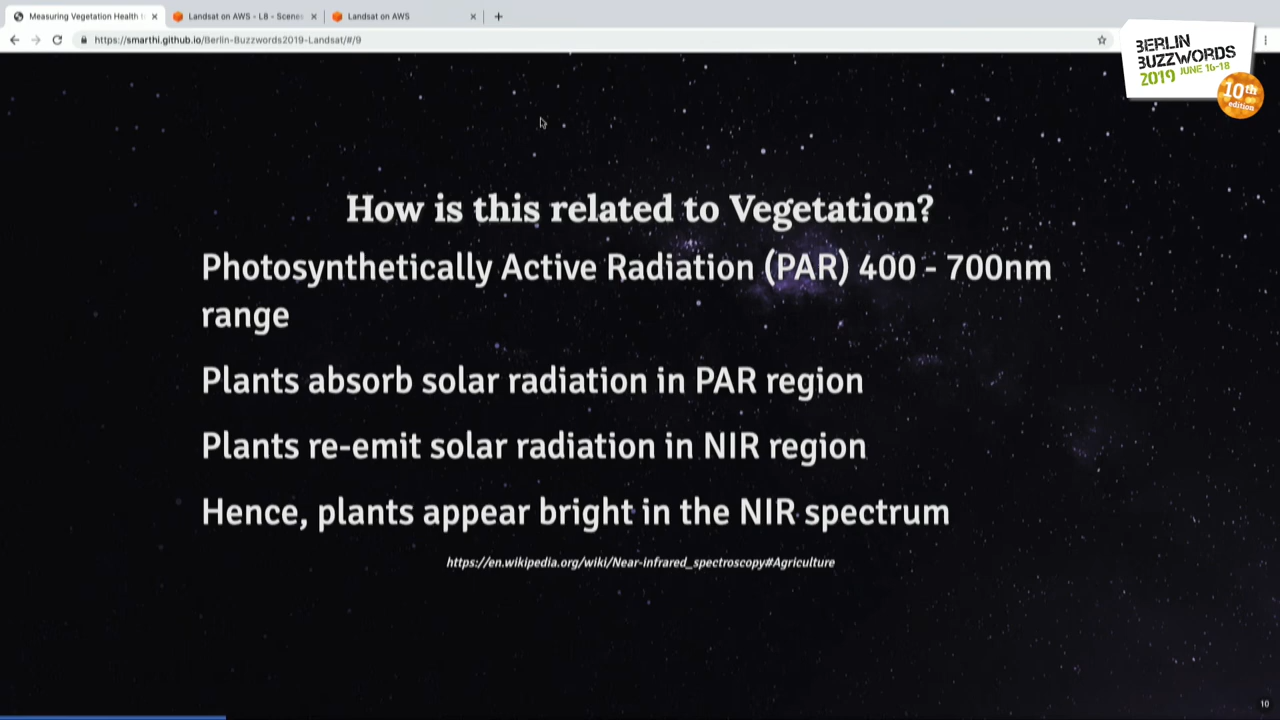 Measuring Vegetation Health t
Landsat on AWS - L8 - Scenes
Landsat on AWS
https://smarthi.github.io/Berlin-Buzzwords2019-Landsat/#/9
BERLIN
BUZZWORDS
2019 JUNE 16-18
10th
edition
How is this related to Vegetation?
Photosynthetically Active Radiation (PAR) 400 - 700nm
range
Plants absorb solar radiation in PAR region
Plants re-emit solar radiation in NIR region
Hence, plants appear bright in the NIR spectrum
https://en.wikipedia.org/wiki/Near-infrared_spectroscopy#Agriculture
10